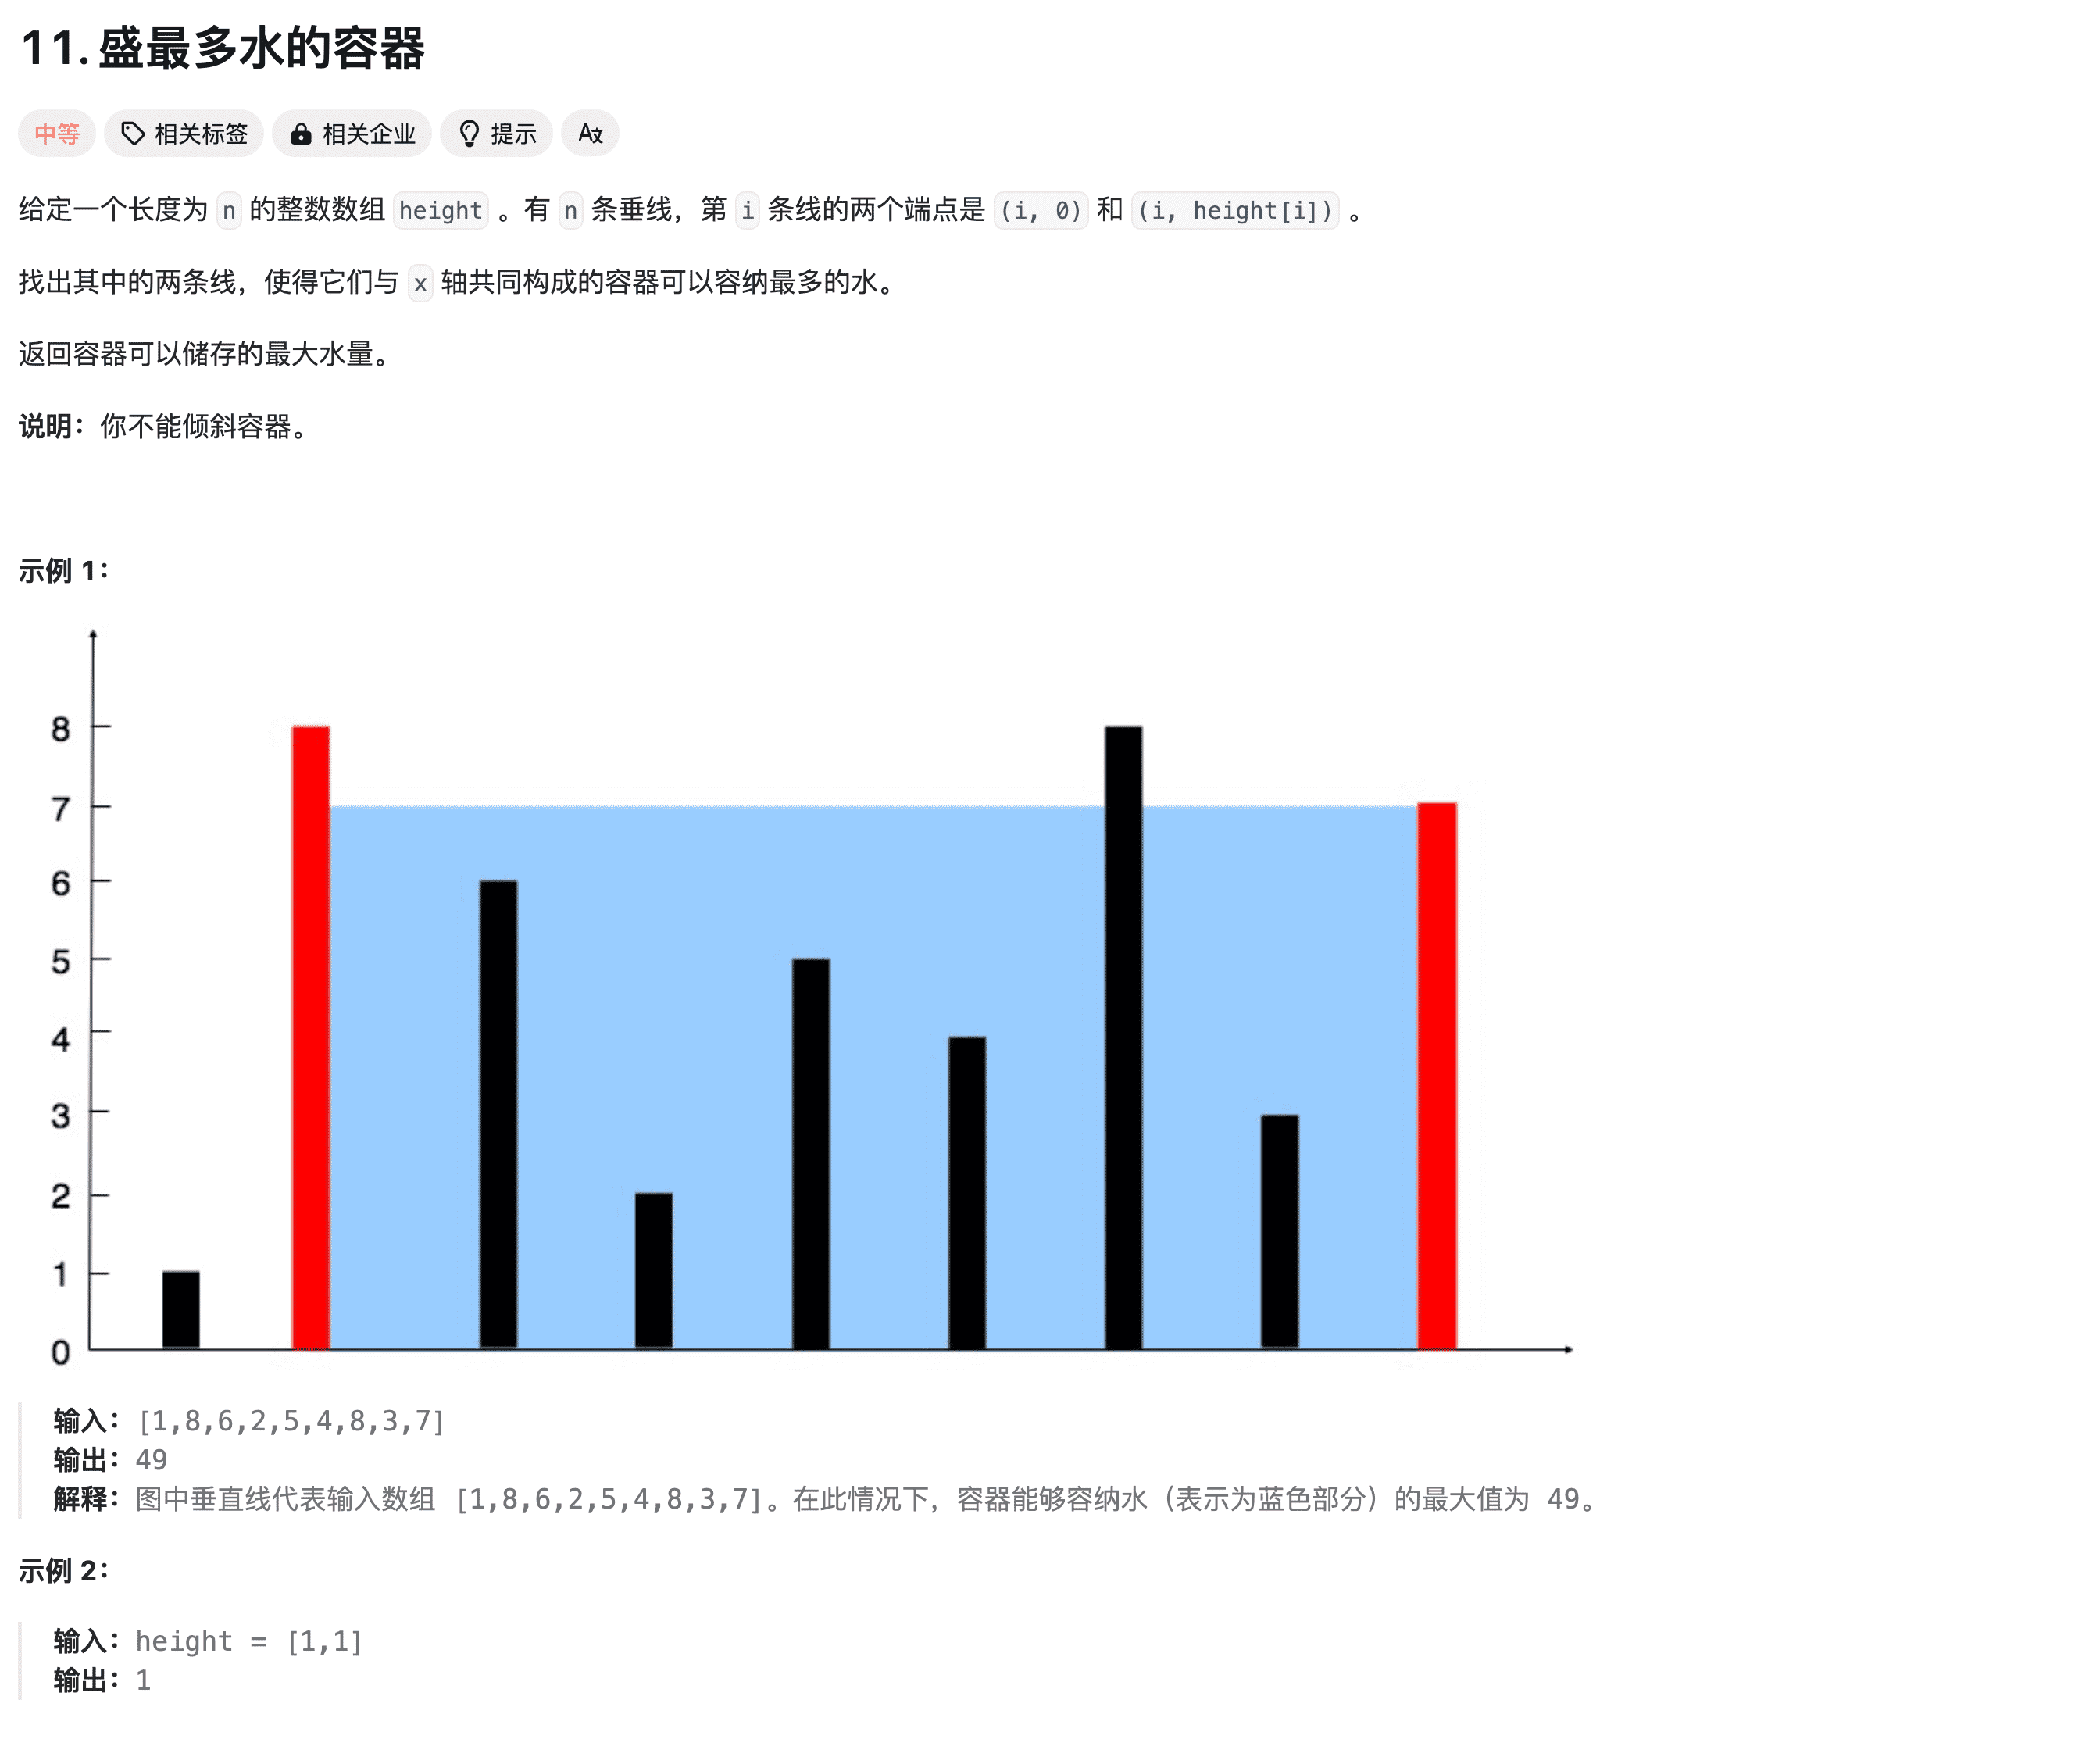 11. 盛最多水的容器
中等 相关标签 相关企业 提示 A文
给定一个长度为 n 的整数数组 height 。有 n 条垂线，第 i 条线的两个端点是 (i, 0) 和 (i, height[i]) 。
找出其中的两条线，使得它们与 x 轴共同构成的容器可以容纳最多的水。
返回容器可以储存的最大水量。
说明：你不能倾斜容器。
示例 1：
8
7
6
5
4
3
2
1
0
输入：[1,8,6,2,5,4,8,3,7]
输出：49
解释：图中垂直线代表输入数组 [1,8,6,2,5,4,8,3,7]。在此情况下，容器能够容纳水（表示为蓝色部分）的最大值为 49。
示例 2：
输入：height = [1,1]
输出：1